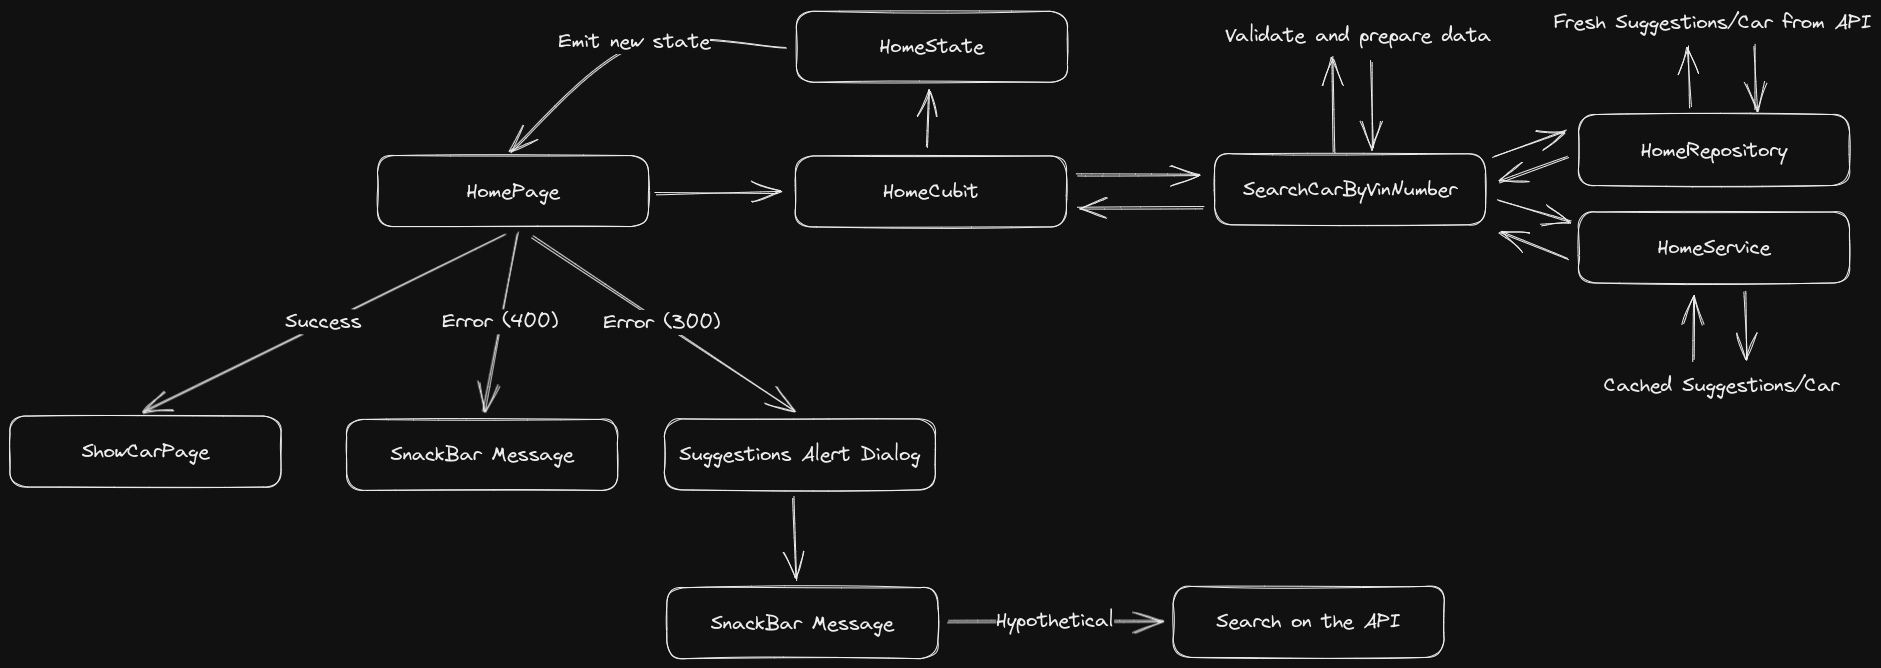 Fresh Suggestions/Car from API
Validate and prepare data
Emit new state
HomeState
HomeRepository
HomePage
HomeCubit
SearchCarByVinNumber
HomeService
Success
Error (400)
Error (300)
Cached Suggestions/Car
ShowCarPage
SnackBar Message
Suggestions Alert Dialog
SnackBar Message
Hypothetical
Search on the API